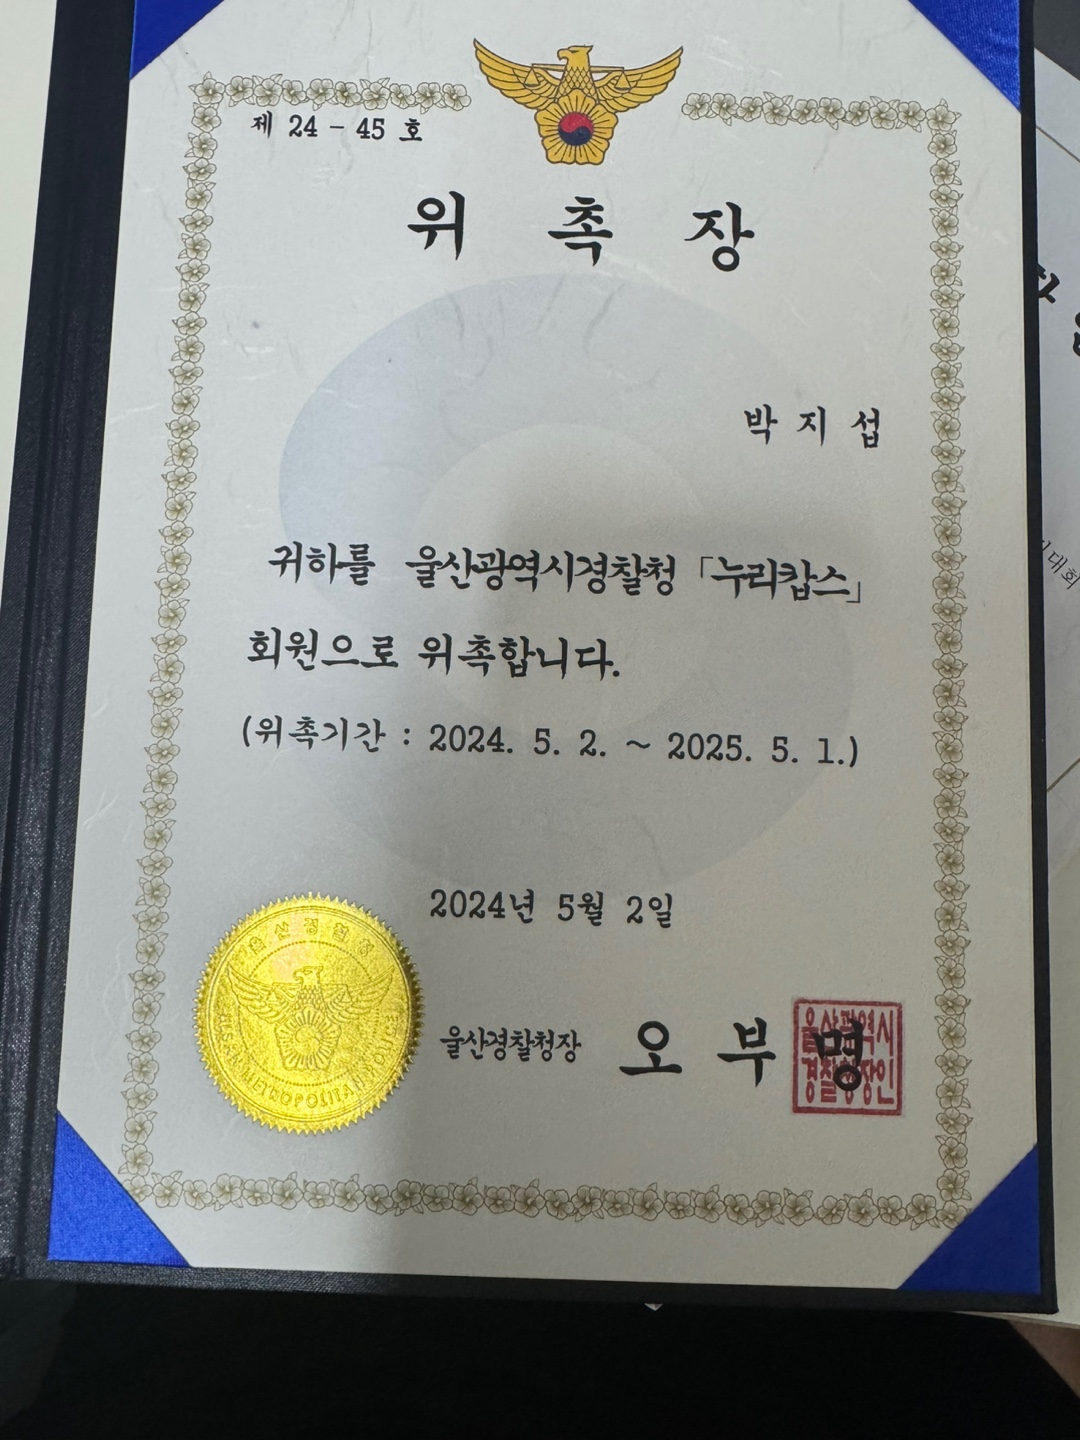 제 24 - 45 호
위 촉 장
박 지 섭
귀하를 울산광역시경찰청 「누리캅스」
회원으로 위촉합니다.
(위촉기간 : 2024. 5. 2. ~ 2025. 5. 1.)
2024년 5월 2일
울산경찰청장 오 부 명
울산광역시
경찰청장인
울산경찰청
METROPOLITAN POLICE
대회